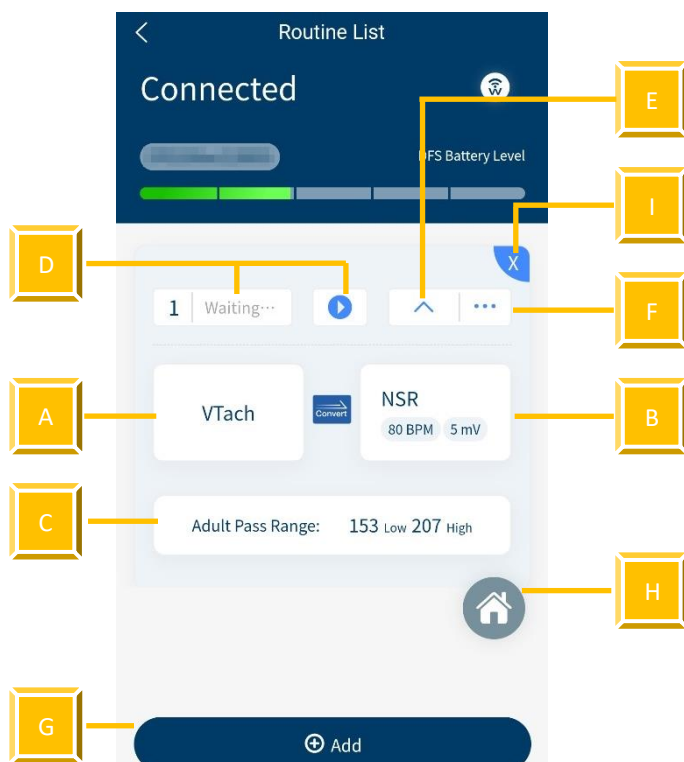 Routine List
Connected
W
E
DFS Battery Level
I
X
D
1 Waiting···
F
A
VTach
Convert
NSR
80 BPM 5 mV
B
C
Adult Pass Range: 153 Low 207 High
H
G
Add